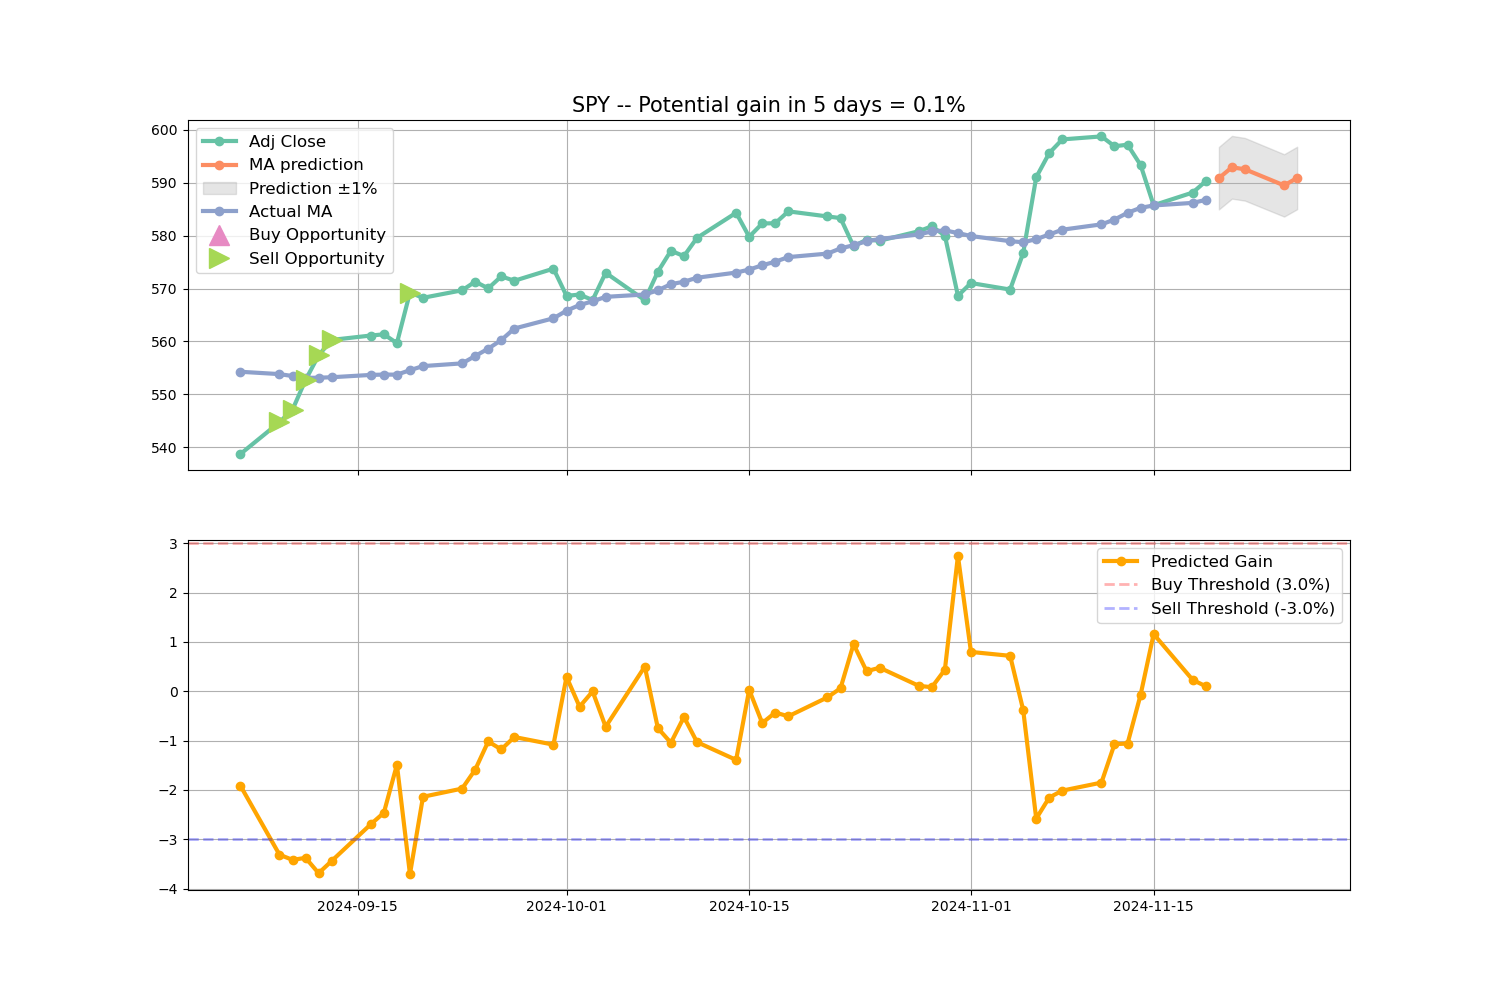 SPY -- Potential gain in 5 days = 0.1%
600
590
580
570
560
550
540
Adj Close
MA prediction
Prediction ±1%
Actual MA
Buy Opportunity
Sell Opportunity
3
2
1
0
−1
−2
−3
−4
Predicted Gain
Buy Threshold (3.0%)
Sell Threshold (-3.0%)
2024-09-15
2024-10-01
2024-10-15
2024-11-01
2024-11-15